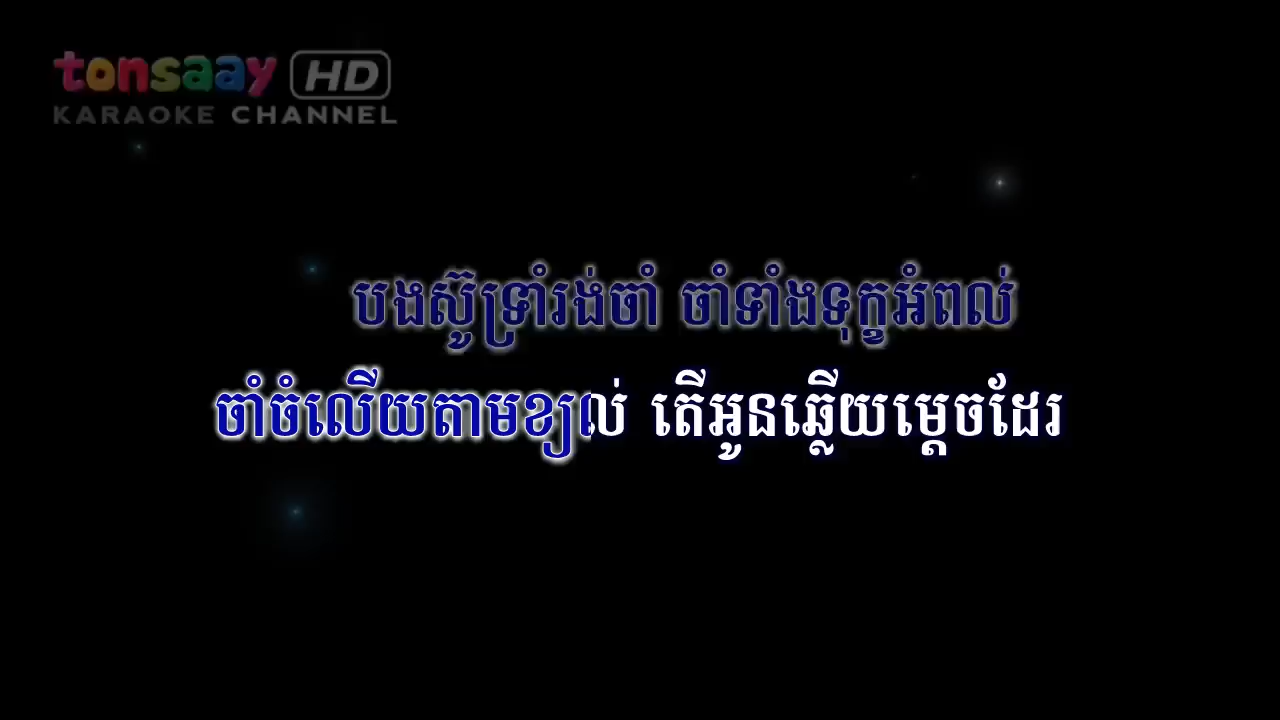 tonsaay HD
KARAOKE CHANNEL
បងស៊ូទ្រាំរង់ចាំ ចាំទាំងទុក្ខអំពល់
ចាំចំលើយតាមខ្យល់ តើអូនឆ្លើយម្ដេចដែរ